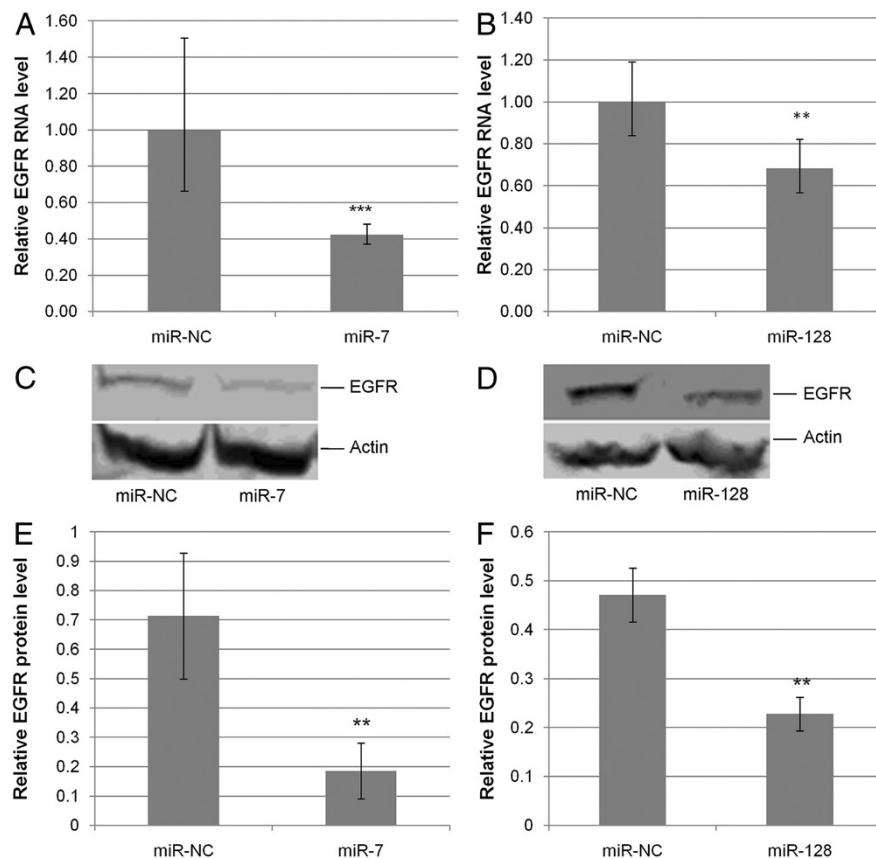 A
Relative EGFR RNA level
1.60
1.40
1.20
1.00
0.80
0.60
0.40
0.20
0.00
***
miR-NC miR-7
B
Relative EGFR RNA level
1.40
1.20
1.00
0.80
0.60
0.40
0.20
0.00
**
miR-NC miR-128
C
EGFR
Actin
miR-NC miR-7
D
EGFR
Actin
miR-NC miR-128
E
Relative EGFR protein level
1
0.9
0.8
0.7
0.6
0.5
0.4
0.3
0.2
0.1
0
**
miR-NC miR-7
F
Relative EGFR protein level
0.6
0.5
0.4
0.3
0.2
0.1
0
**
miR-NC miR-128